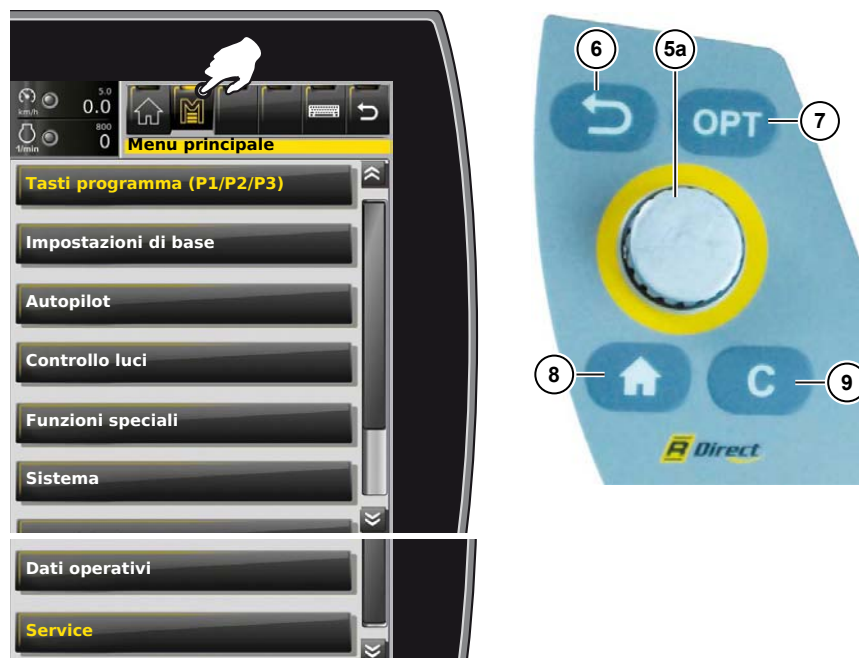 5.0
km/h 0.0
800
1/min 0
Menu principale
Tasti programma (P1/P2/P3)
Impostazioni di base
Autopilot
Controllo luci
Funzioni speciali
Sistema
Dati operativi
Service
6
5a
OPT
7
8
C
9
R Direct